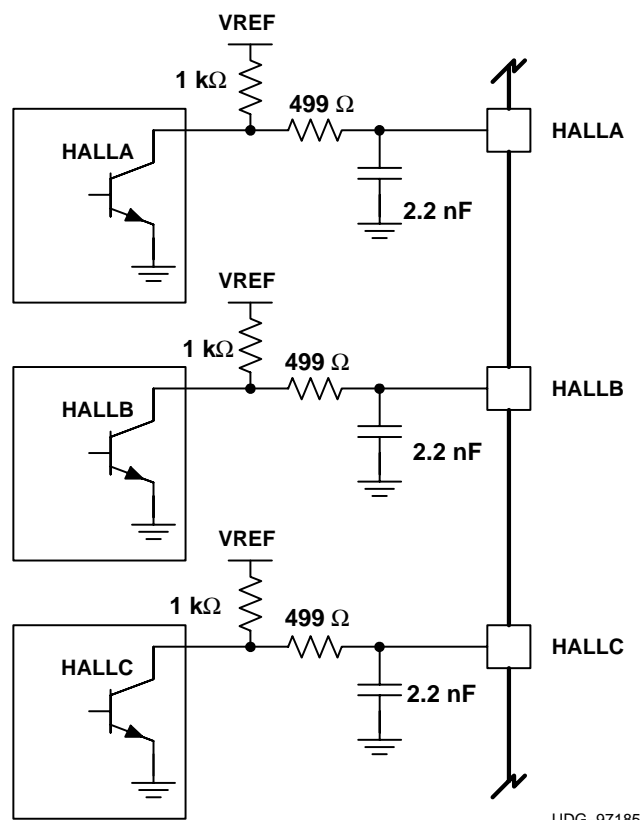 VREF
1 kΩ
499 Ω
HALLA
HALLA
2.2 nF
VREF
1 kΩ
499 Ω
HALLB
HALLB
2.2 nF
VREF
1 kΩ
499 Ω
HALLC
HALLC
2.2 nF
UDG-97185